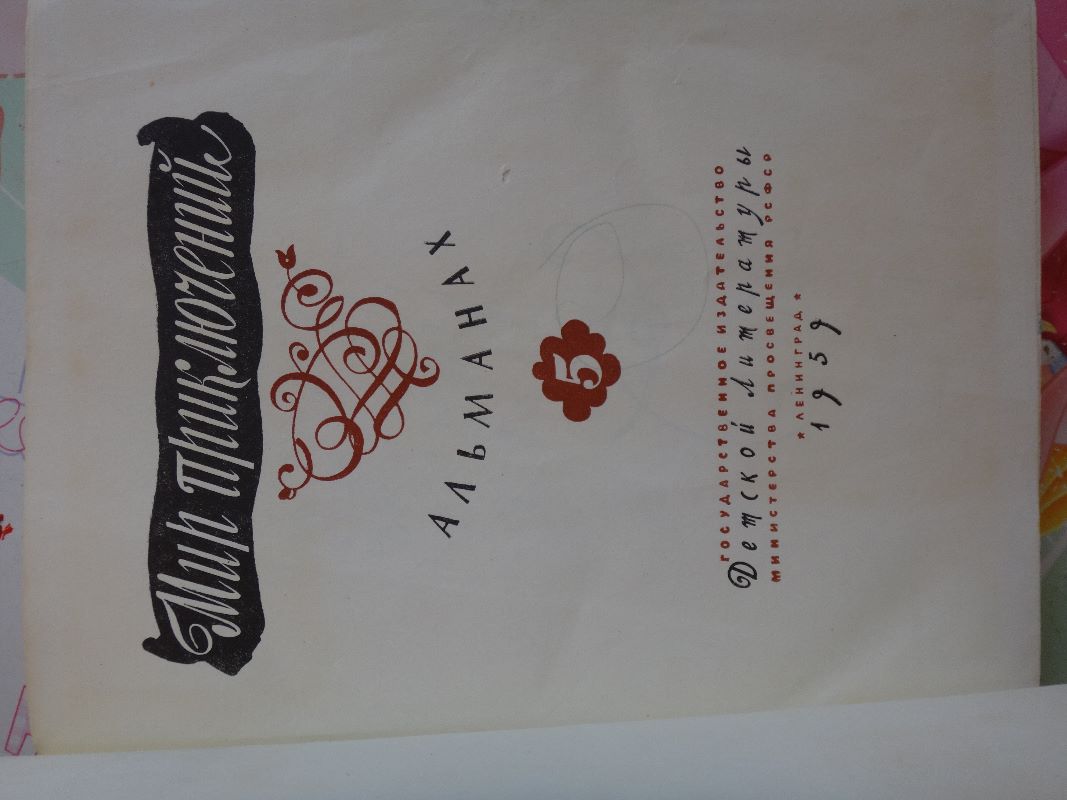 Мир приключений
АЛЬМАНАХ
5
ГОСУДАРСТВЕННОЕ ИЗДАТЕЛЬСТВО
Детской Литературы
МИНИСТЕРСТВА ПРОСВЕЩЕНИЯ РСФСР
* ЛЕНИНГРАД *
1959